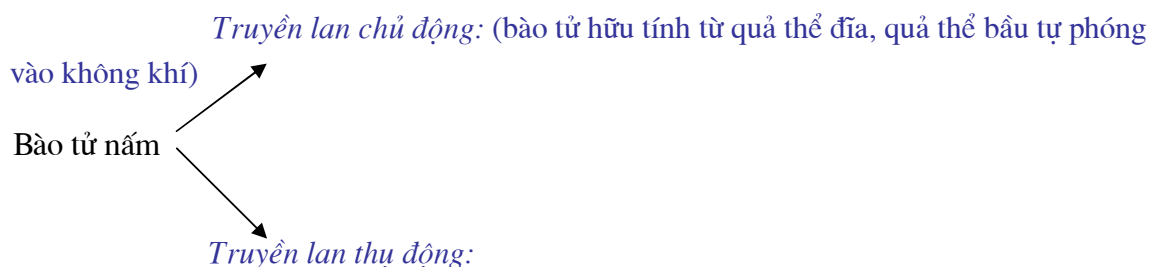 Truyền lan chủ động: (bào tử hữu tính từ quả thể đĩa, quả thể bầu tự phóng
vào không khí)
Bào tử nấm
Truyền lan thụ động: